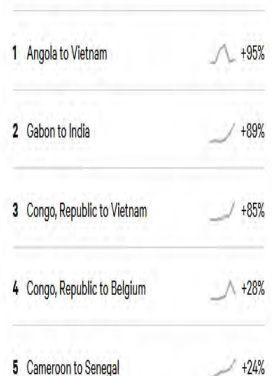 1 Angola to Vietnam +95%
2 Gabon to India +89%
3 Congo, Republic to Vietnam +85%
4 Congo, Republic to Belgium +28%
5 Cameroon to Senegal +24%